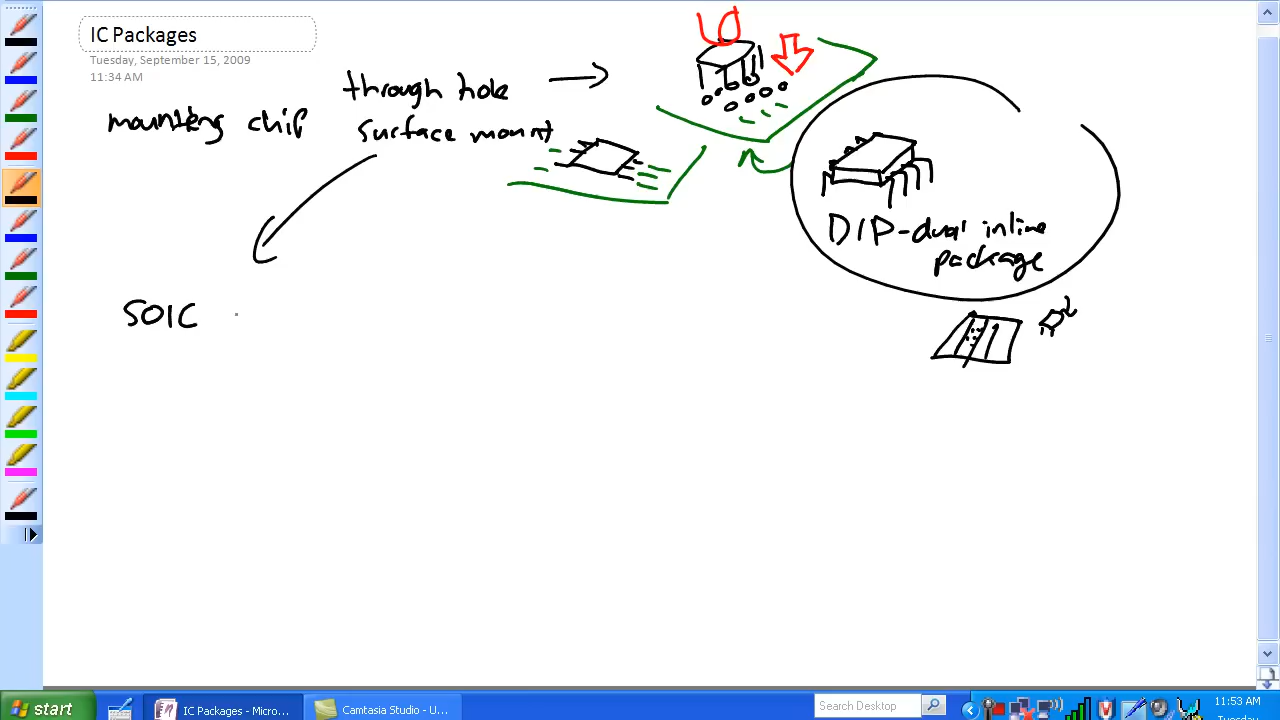 IC Packages
Tuesday, September 15, 2009
11:34 AM
mounting chip
through hole
surface mount
DIP-dual inline
package
SOIC
start
IC Packages - Micro...
Camtasia Studio - U...
Search Desktop
11:53 AM
Tuesday